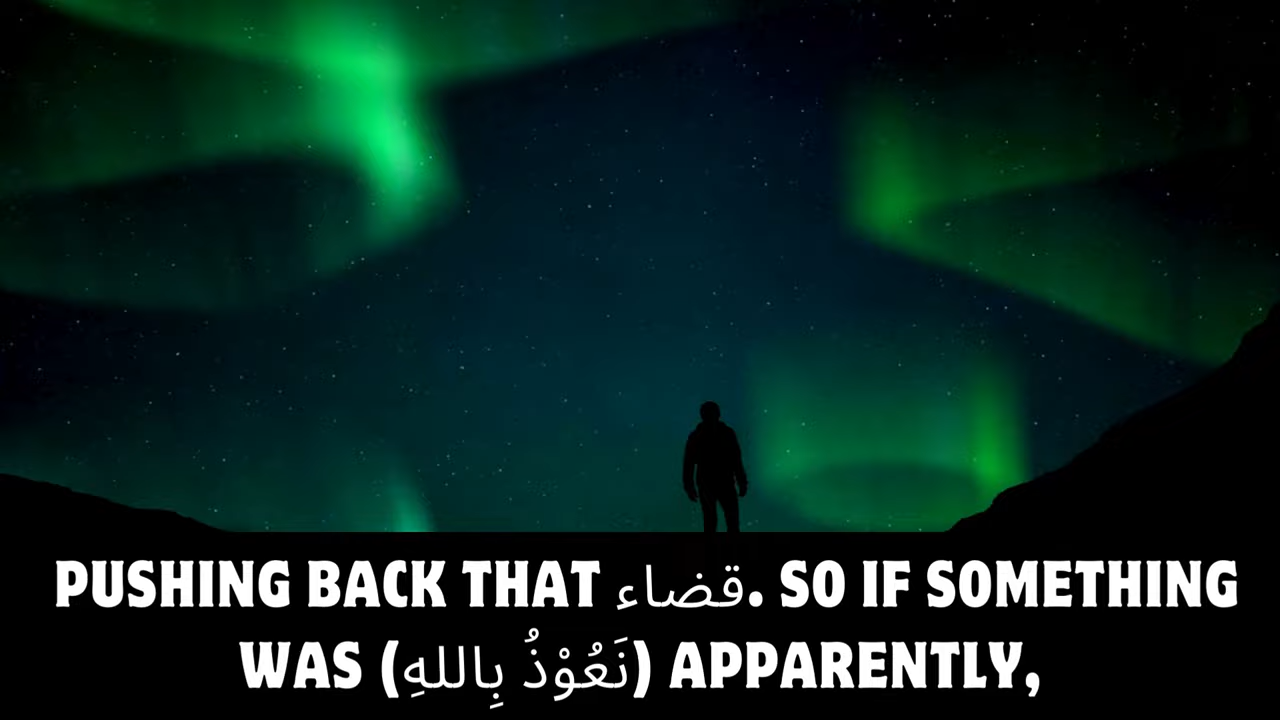 PUSHING BACK THAT قضاء. SO IF SOMETHING
WAS (نَعُوْذُ بِاللهِ) APPARENTLY,